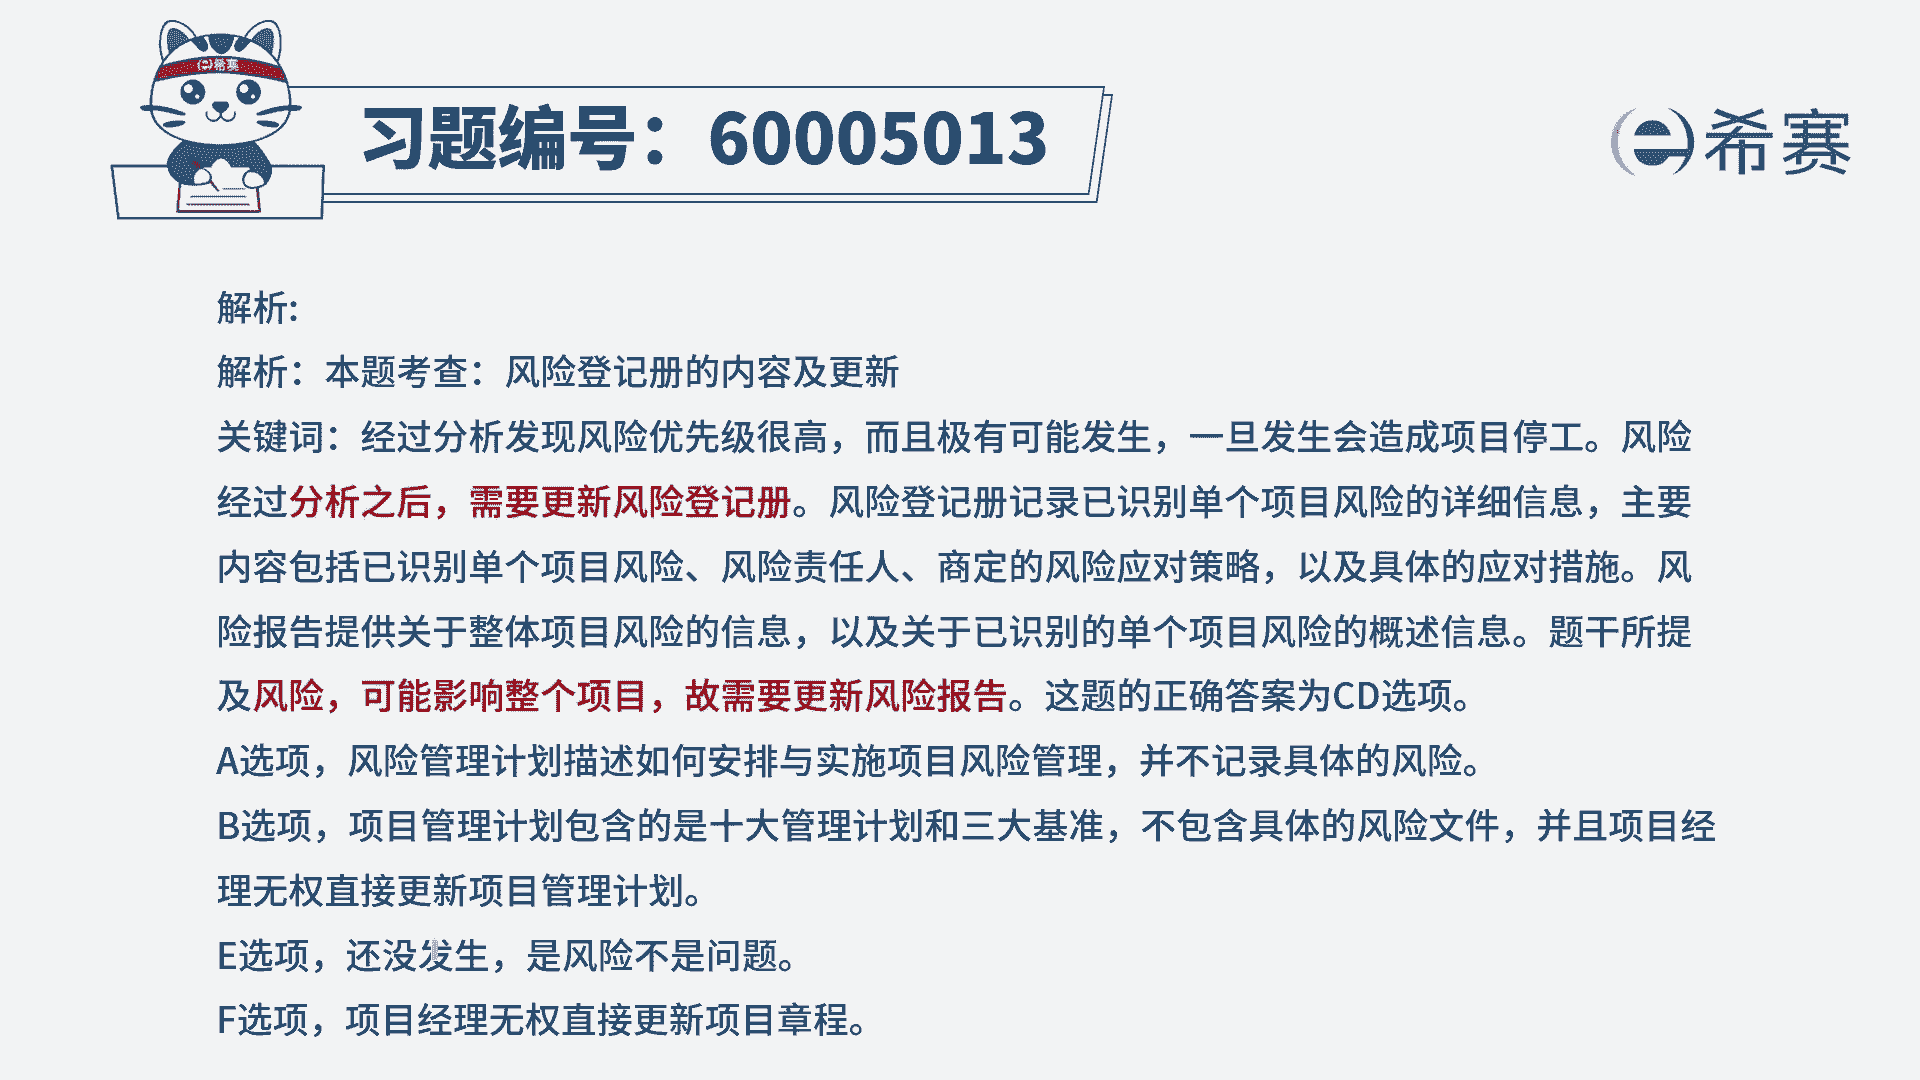 希赛
习题编号：60005013
希赛
解析:
解析：本题考查：风险登记册的内容及更新
关键词：经过分析发现风险优先级很高，而且极有可能发生，一旦发生会造成项目停工。风险
经过分析之后，需要更新风险登记册。风险登记册记录已识别单个项目风险的详细信息，主要
内容包括已识别单个项目风险、风险责任人、商定的风险应对策略，以及具体的应对措施。风
险报告提供关于整体项目风险的信息，以及关于已识别的单个项目风险的概述信息。题干所提
及风险，可能影响整个项目，故需要更新风险报告。这题的正确答案为CD选项。
A选项，风险管理计划描述如何安排与实施项目风险管理，并不记录具体的风险。
B选项，项目管理计划包含的是十大管理计划和三大基准，不包含具体的风险文件，并且项目经
理无权直接更新项目管理计划。
E选项，还没发生，是风险不是问题。
F选项，项目经理无权直接更新项目章程。